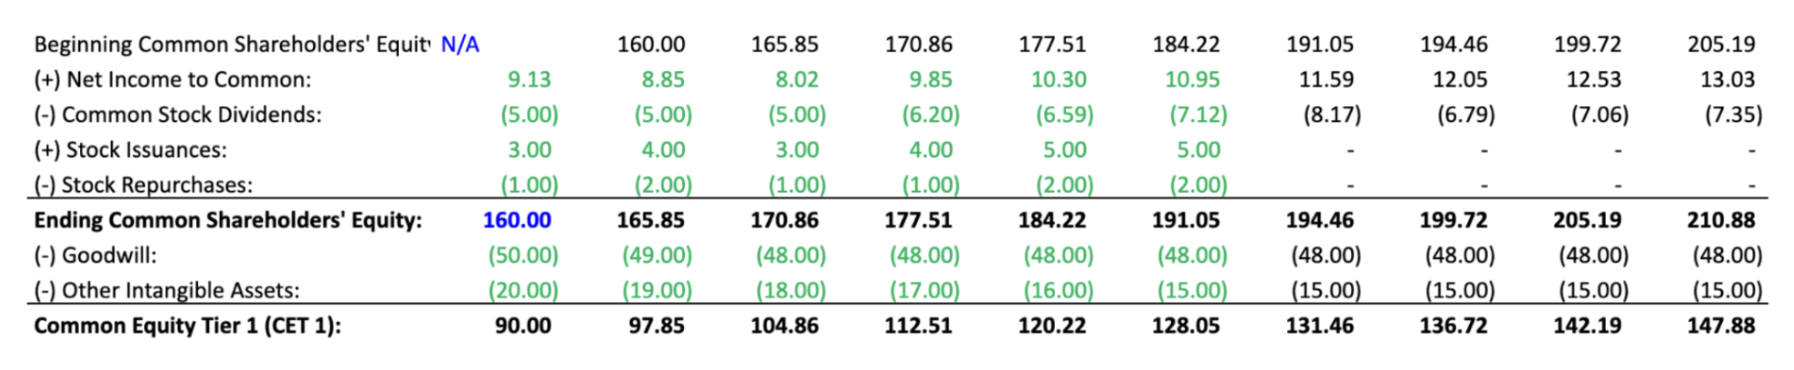 Beginning Common Shareholders' Equit N/A 160.00 165.85 170.86 177.51 184.22 191.05 194.46 199.72 205.19
(+) Net Income to Common: 9.13 8.85 8.02 9.85 10.30 10.95 11.59 12.05 12.53 13.03
(-) Common Stock Dividends: (5.00) (5.00) (5.00) (6.20) (6.59) (7.12) (8.17) (6.79) (7.06) (7.35)
(+) Stock Issuances: 3.00 4.00 3.00 4.00 5.00 5.00 - - - -
(-) Stock Repurchases: (1.00) (2.00) (1.00) (1.00) (2.00) (2.00) - - - -
Ending Common Shareholders' Equity: 160.00 165.85 170.86 177.51 184.22 191.05 194.46 199.72 205.19 210.88
(-) Goodwill: (50.00) (49.00) (48.00) (48.00) (48.00) (48.00) (48.00) (48.00) (48.00) (48.00)
(-) Other Intangible Assets: (20.00) (19.00) (18.00) (17.00) (16.00) (15.00) (15.00) (15.00) (15.00) (15.00)
Common Equity Tier 1 (CET 1): 90.00 97.85 104.86 112.51 120.22 128.05 131.46 136.72 142.19 147.88